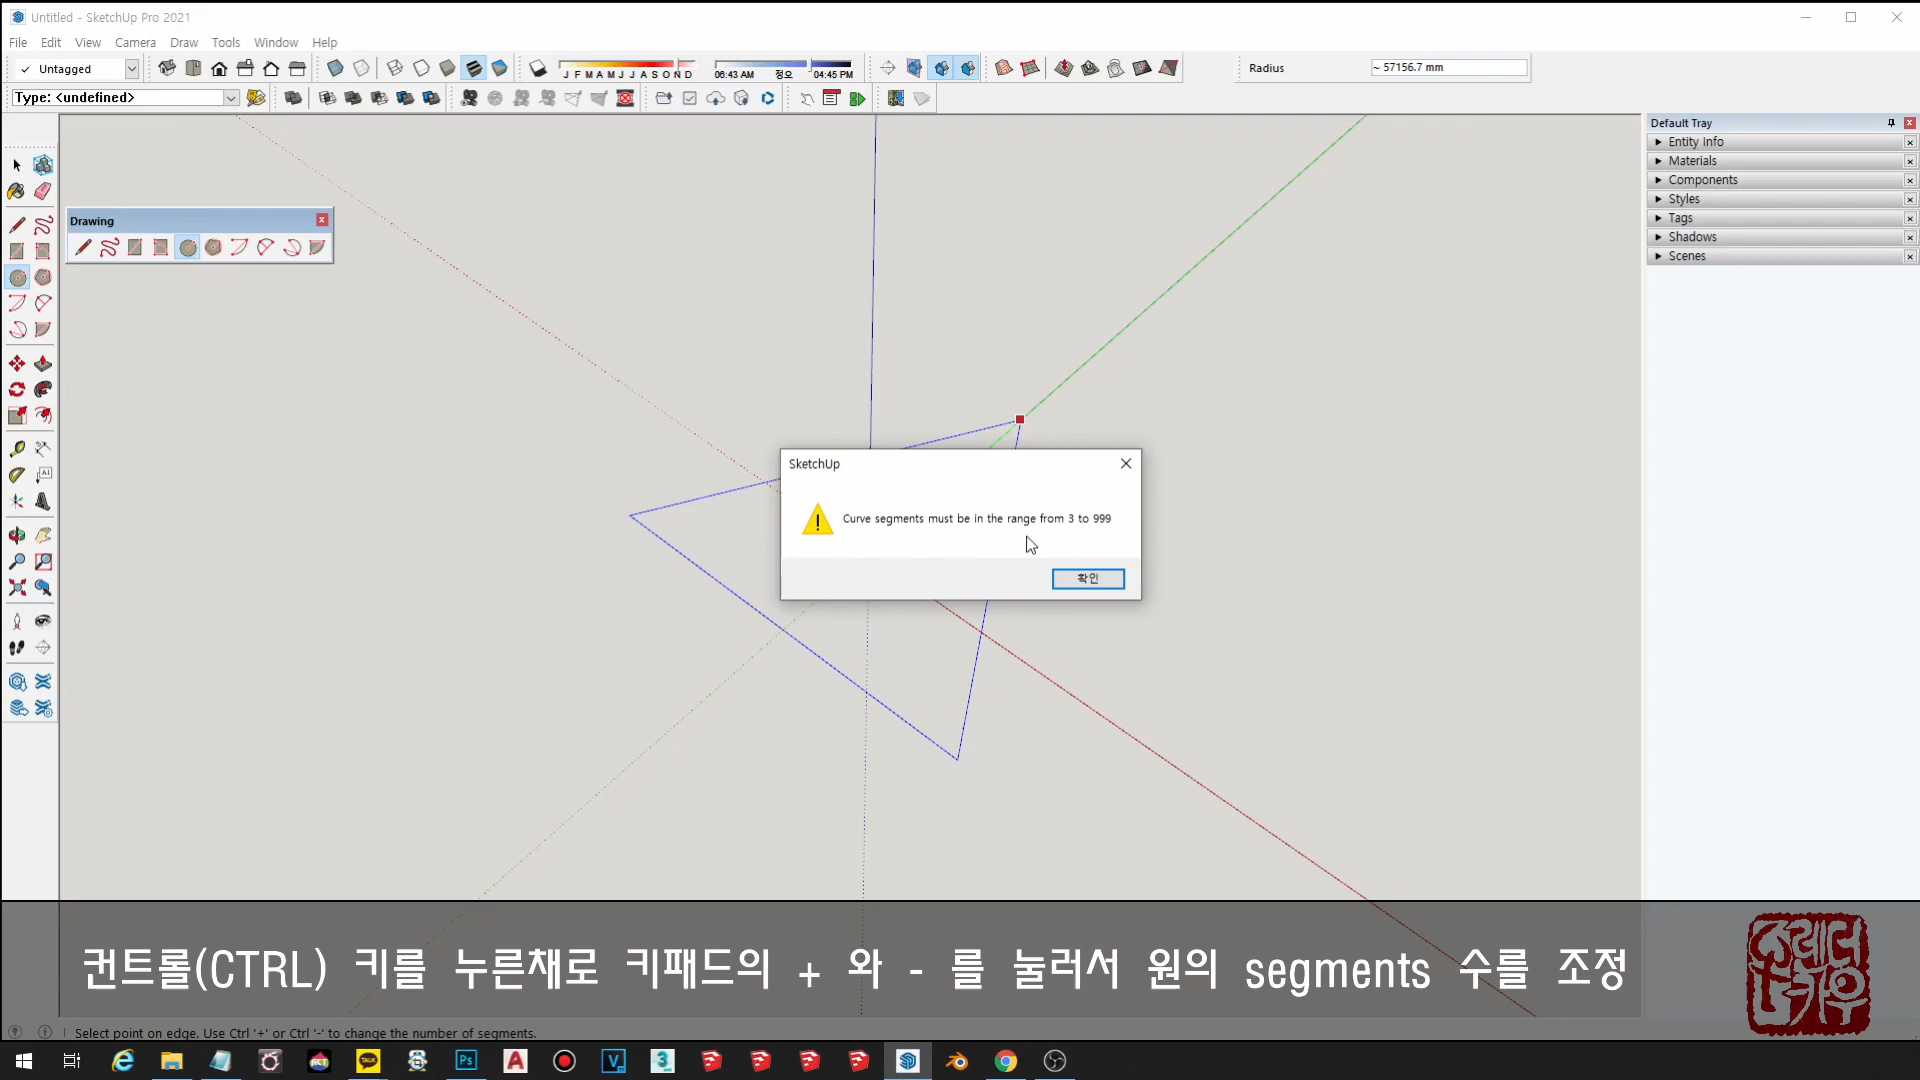 Untitled - SketchUp Pro 2021
File Edit View Camera Draw Tools Window Help
Untagged
J F M A M J J A S O N D
06:43 AM 정오 04:45 PM
Radius ~ 57156.7 mm
Type: <undefined>
Default Tray
Entity Info
Materials
Components
Styles
Tags
Shadows
Scenes
Drawing
SketchUp
Curve segments must be in the range from 3 to 999
확인
컨트롤(CTRL) 키를 누른채로 키패드의 + 와 - 를 눌러서 원의 segments 수를 조정
Select point on edge. Use Ctrl '+' or Ctrl '-' to change the number of segments.